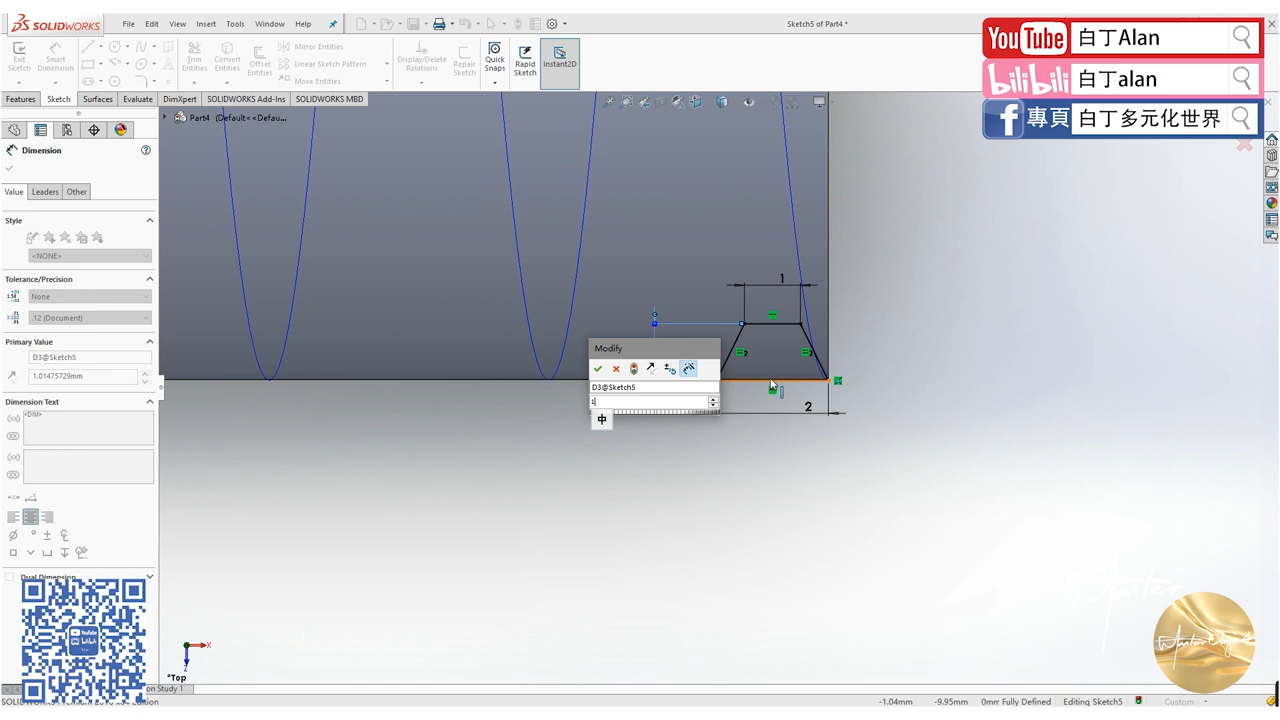 SOLIDWORKS
File Edit View Insert Tools Window Help
Sketch5 of Part4 *
Exit Sketch
Smart Dimension
Trim Entities
Convert Entities
Offset Entities
Mirror Entities
Linear Sketch Pattern
Move Entities
Display/Delete Relations
Repair Sketch
Quick Snaps
Rapid Sketch
Instant2D
Features Sketch Surfaces Evaluate DimXpert SOLIDWORKS Add-Ins SOLIDWORKS MBD
YouTube 白丁Alan
bilibili 白丁alan
f 專頁 白丁多元化世界
Part4 (Default<<Defau...
Dimension
Value Leaders Other
Style
<NONE>
Tolerance/Precision
None
.12 (Document)
Primary Value
D3@Sketch5
1.01475729mm
Dimension Text
<DIM>
Dual Dimension
1
2
Modify
D3@Sketch5
1
中
X
Z
*Top
on Study 1
-1.04mm -9.95mm 0mm Fully Defined Editing Sketch5 Custom